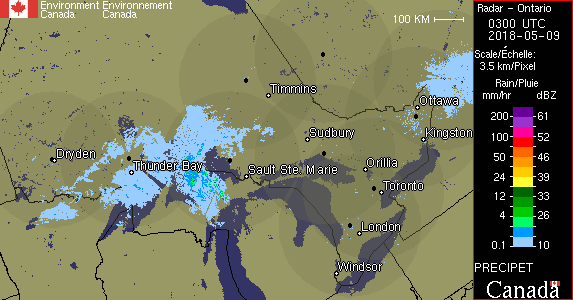 Environment Environnement
Canada Canada
100 KM
Timmins
Ottawa
Sudbury
Kingston
Dryden
Thunder Bay
Sault Ste. Marie
Orillia
Toronto
London
Windsor
Radar - Ontario
0300 UTC
2018-05-09
Scale/Échelle:
3.5 km/Pixel
Rain/Pluie
mm/hr dBZ
200 61
100 52
50 46
24 39
12 33
4 26
0.1 10
PRECIPET
Canada